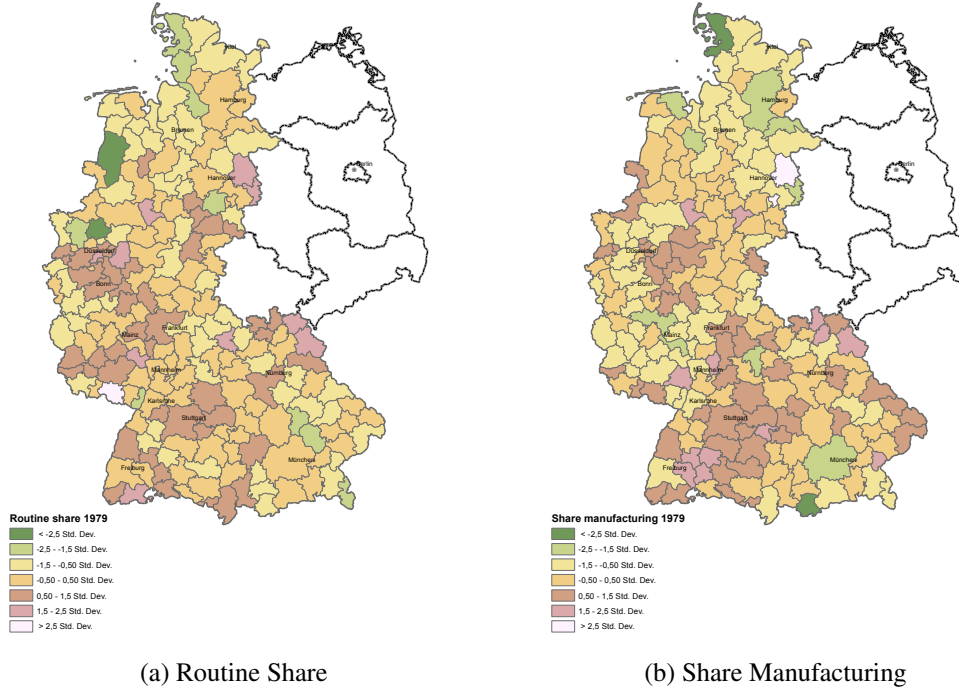 Kiel
Hamburg
Bremen
Hannover
Berlin
Düsseldorf
Bonn
Frankfurt
Mainz
Mannheim
Nürnberg
Karlsruhe
Stuttgart
München
Freiburg
Routine share 1979
< -2,5 Std. Dev.
-2,5 - -1,5 Std. Dev.
-1,5 - -0,50 Std. Dev.
-0,50 - 0,50 Std. Dev.
0,50 - 1,5 Std. Dev.
1,5 - 2,5 Std. Dev.
> 2,5 Std. Dev.
(a) Routine Share
Kiel
Hamburg
Bremen
Hannover
Berlin
Düsseldorf
Bonn
Frankfurt
Mainz
Mannheim
Nürnberg
Karlsruhe
Stuttgart
München
Freiburg
Share manufacturing 1979
< -2,5 Std. Dev.
-2,5 - -1,5 Std. Dev.
-1,5 - -0,50 Std. Dev.
-0,50 - 0,50 Std. Dev.
0,50 - 1,5 Std. Dev.
1,5 - 2,5 Std. Dev.
> 2,5 Std. Dev.
(b) Share Manufacturing